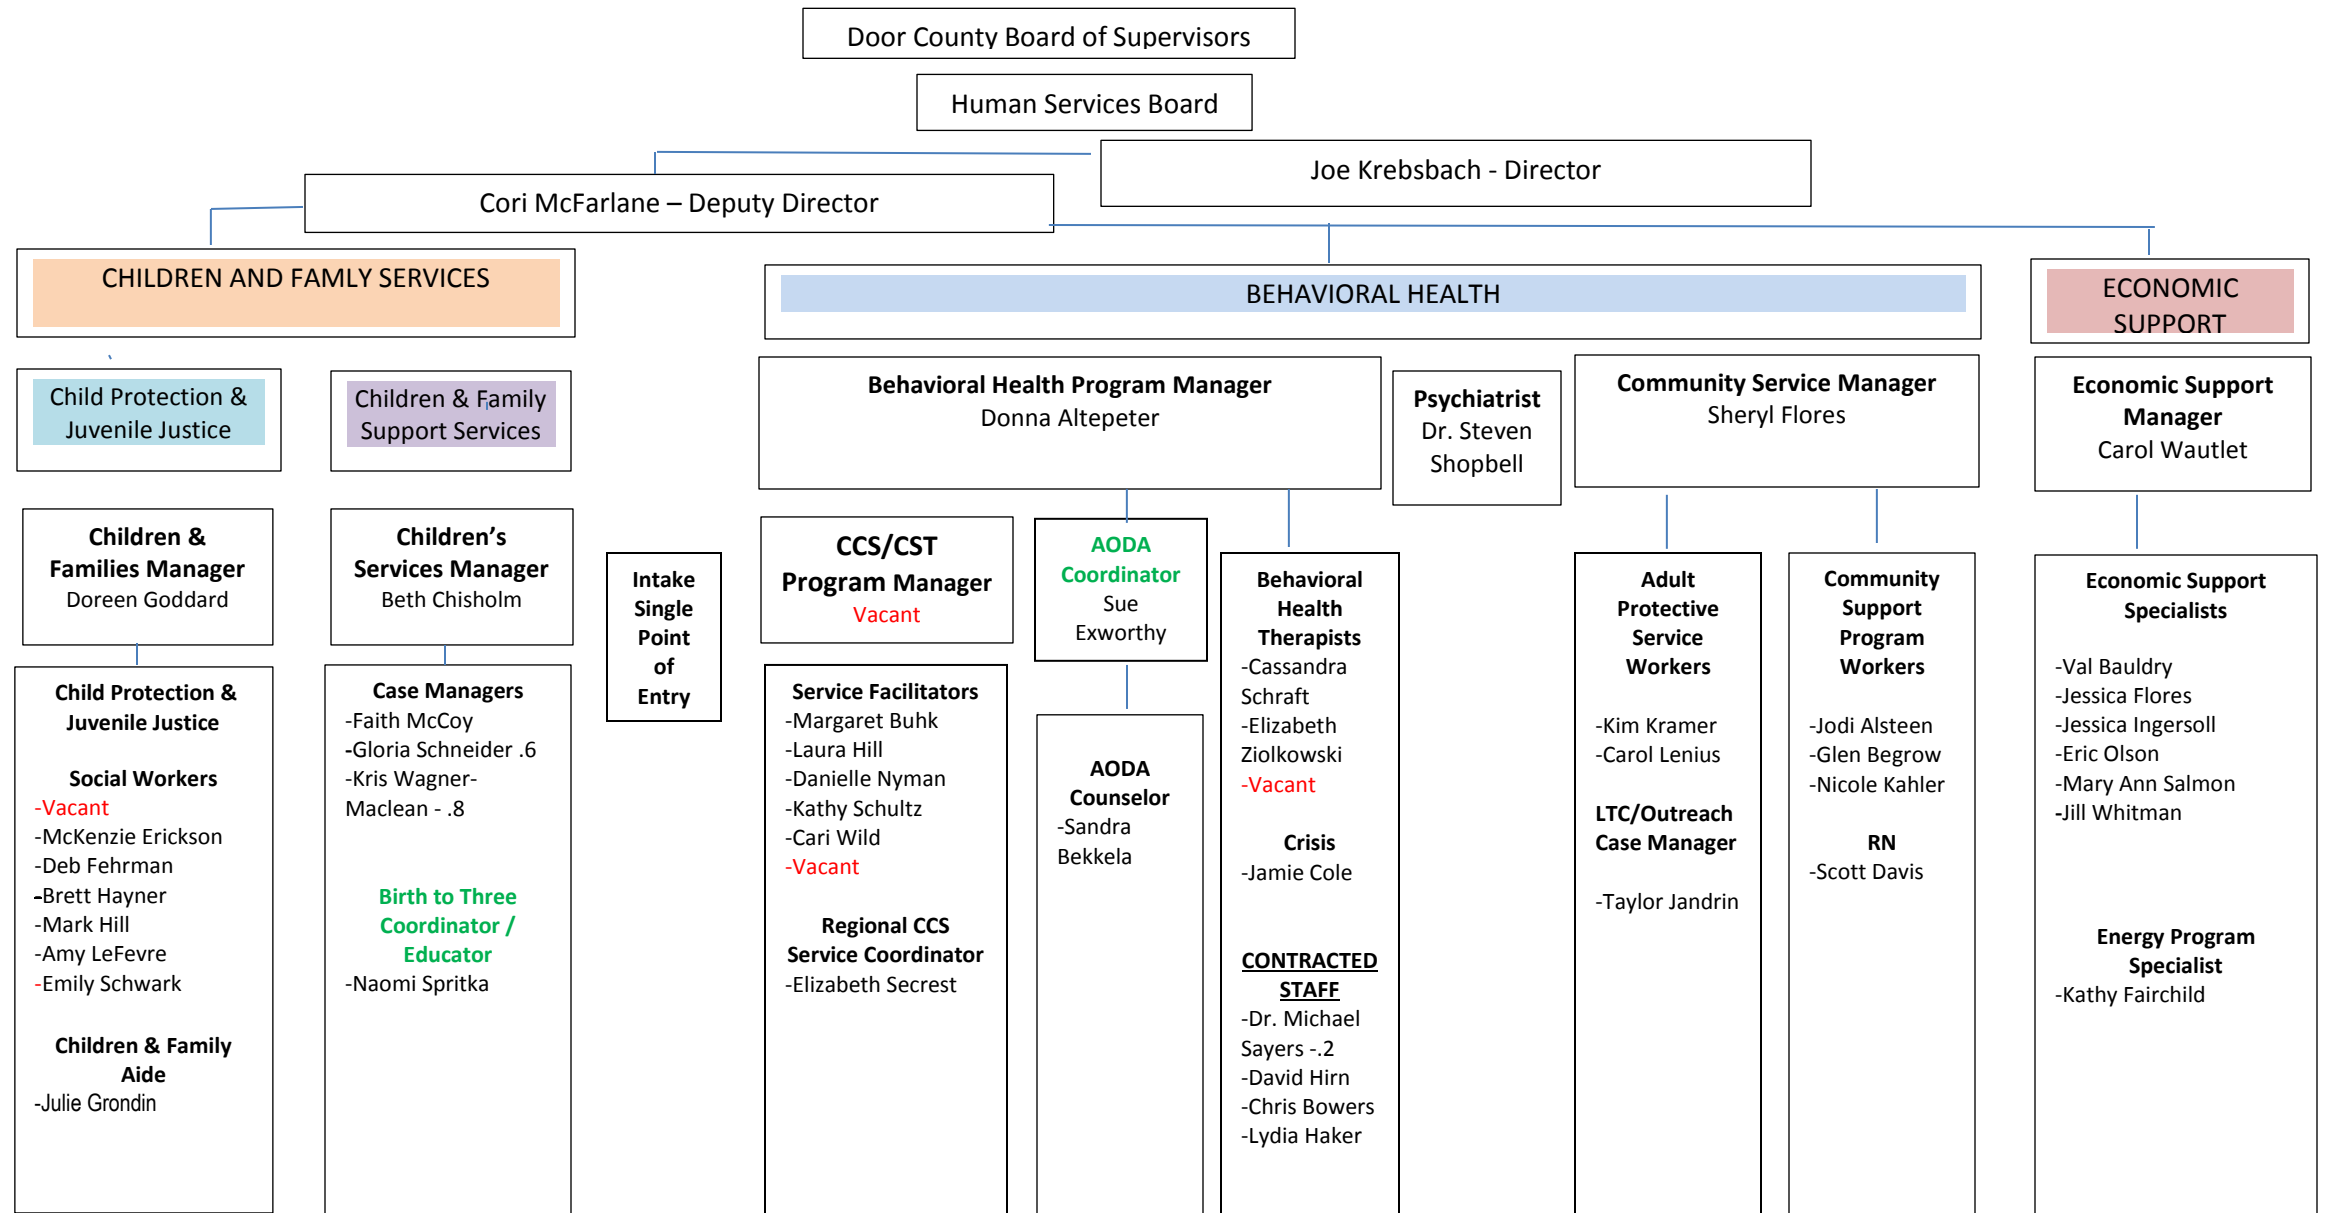 Door County Board of Supervisors
Human Services Board
Joe Krebsbach - Director
Cori McFarlane – Deputy Director
CHILDREN AND FAMLY SERVICES
BEHAVIORAL HEALTH
ECONOMIC
SUPPORT
Child Protection &
Juvenile Justice
Children & Family
Support Services
Behavioral Health Program Manager
Donna Altepeter
Psychiatrist
Dr. Steven
Shopbell
Community Service Manager
Sheryl Flores
Economic Support
Manager
Carol Wautlet
Children &
Families Manager
Doreen Goddard
Children’s
Services Manager
Beth Chisholm
Intake
Single
Point
of
Entry
CCS/CST
Program Manager
Vacant
AODA
Coordinator
Sue
Exworthy
Child Protection &
Juvenile Justice
Social Workers
-Vacant
-McKenzie Erickson
-Deb Fehrman
-Brett Hayner
-Mark Hill
-Amy LeFevre
-Emily Schwark
Children & Family
Aide
-Julie Grondin
Case Managers
-Faith McCoy
-Gloria Schneider .6
-Kris Wagner-
Maclean - .8
Birth to Three
Coordinator /
Educator
-Naomi Spritka
Service Facilitators
-Margaret Buhk
-Laura Hill
-Danielle Nyman
-Kathy Schultz
-Cari Wild
-Vacant
Regional CCS
Service Coordinator
-Elizabeth Secrest
AODA
Counselor
-Sandra
Bekkela
Behavioral
Health
Therapists
-Cassandra
Schraft
-Elizabeth
Ziolkowski
-Vacant
Crisis
-Jamie Cole
CONTRACTED
STAFF
-Dr. Michael
Sayers -.2
-David Hirn
-Chris Bowers
-Lydia Haker
Adult
Protective
Service
Workers
-Kim Kramer
-Carol Lenius
LTC/Outreach
Case Manager
-Taylor Jandrin
Community
Support
Program
Workers
-Jodi Alsteen
-Glen Begrow
-Nicole Kahler
RN
-Scott Davis
Economic Support
Specialists
-Val Bauldry
-Jessica Flores
-Jessica Ingersoll
-Eric Olson
-Mary Ann Salmon
-Jill Whitman
Energy Program
Specialist
-Kathy Fairchild